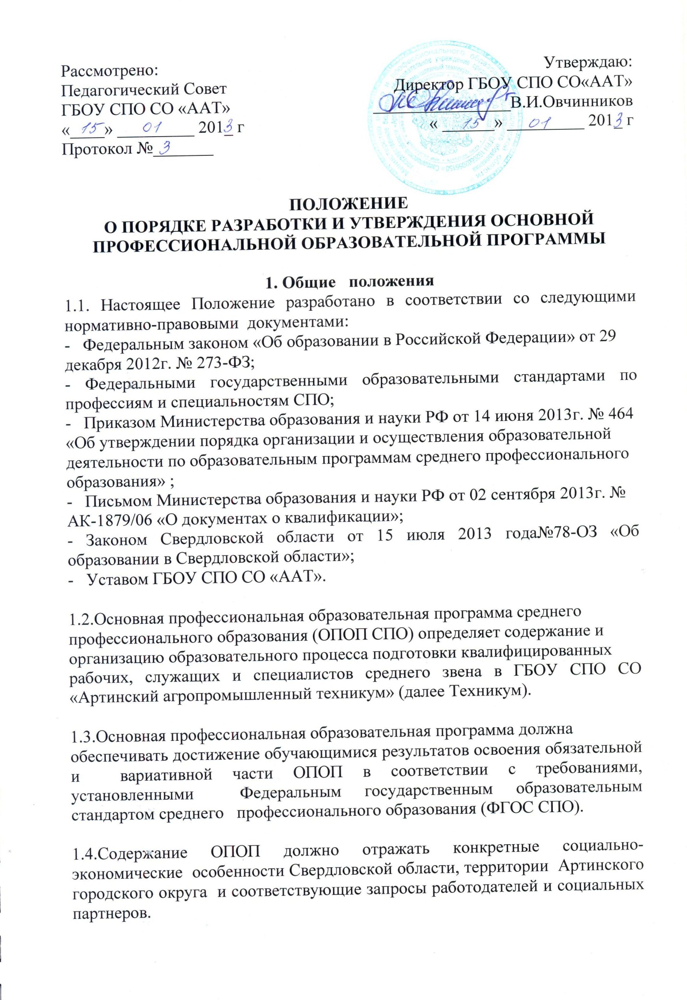 Рассмотрено:
Педагогический Совет
ГБОУ СПО СО «ААТ»
« 15 » 01 2013 г
Протокол № 3
Утверждаю:
Директор ГБОУ СПО СО«ААТ»
В.И.Овчинников
« 15 » 01 2013 г
ПОЛОЖЕНИЕ
О ПОРЯДКЕ РАЗРАБОТКИ И УТВЕРЖДЕНИЯ ОСНОВНОЙ
ПРОФЕССИОНАЛЬНОЙ ОБРАЗОВАТЕЛЬНОЙ ПРОГРАММЫ
1. Общие положения
1.1. Настоящее Положение разработано в соответствии со следующими
нормативно-правовыми документами:
- Федеральным законом «Об образовании в Российской Федерации» от 29
декабря 2012г. № 273-ФЗ;
- Федеральными государственными образовательными стандартами по
профессиям и специальностям СПО;
- Приказом Министерства образования и науки РФ от 14 июня 2013г. № 464
«Об утверждении порядка организации и осуществления образовательной
деятельности по образовательным программам среднего профессионального
образования» ;
- Письмом Министерства образования и науки РФ от 02 сентября 2013г. №
АК-1879/06 «О документах о квалификации»;
- Законом Свердловской области от 15 июля 2013 года№78-ОЗ «Об
образовании в Свердловской области»;
- Уставом ГБОУ СПО СО «ААТ».
1.2.Основная профессиональная образовательная программа среднего
профессионального образования (ОПОП СПО) определяет содержание и
организацию образовательного процесса подготовки квалифицированных
рабочих, служащих и специалистов среднего звена в ГБОУ СПО СО
«Артинский агропромышленный техникум» (далее Техникум).
1.3.Основная профессиональная образовательная программа должна
обеспечивать достижение обучающимися результатов освоения обязательной
и вариативной части ОПОП в соответствии с требованиями,
установленными Федеральным государственным образовательным
стандартом среднего профессионального образования (ФГОС СПО).
1.4.Содержание ОПОП должно отражать конкретные социально-
экономические особенности Свердловской области, территории Артинского
городского округа и соответствующие запросы работодателей и социальных
партнеров.